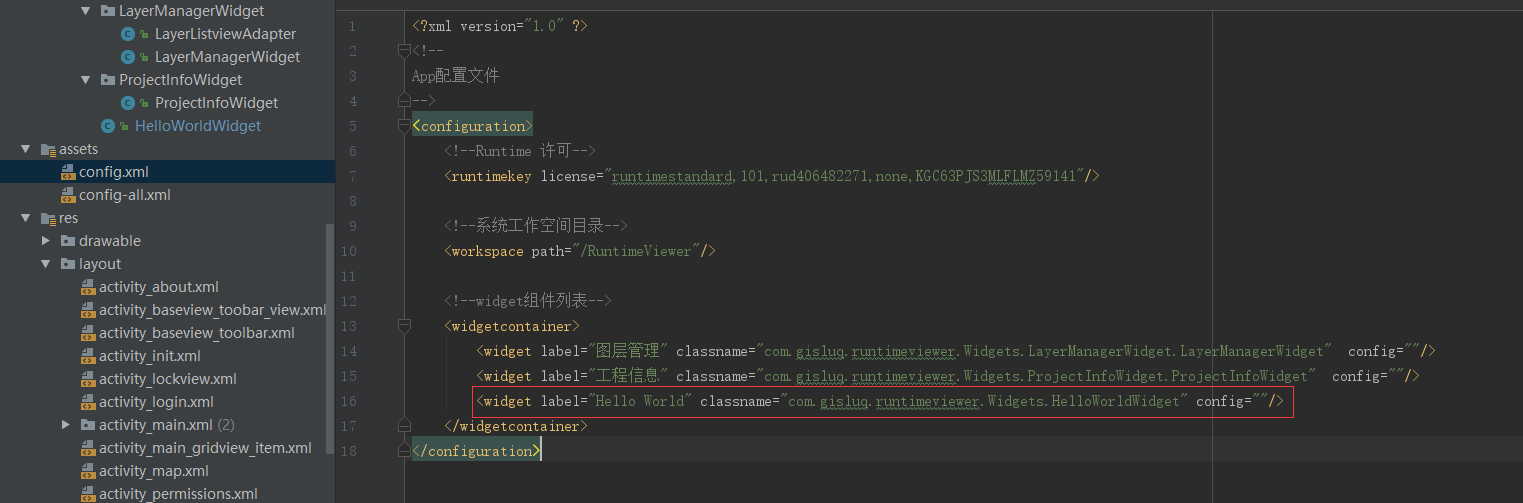 LayerManagerWidget
LayerListviewAdapter
LayerManagerWidget
ProjectInfoWidget
ProjectInfoWidget
HelloWorldWidget
assets
config.xml
config-all.xml
res
drawable
layout
activity_about.xml
activity_baseview_toobar_view.xml
activity_baseview_toolbar.xml
activity_init.xml
activity_lockview.xml
activity_login.xml
activity_main.xml (2)
activity_main_gridview_item.xml
activity_map.xml
activity_permissions.xml
1 <?xml version="1.0" ?>
2 <!--
3 App配置文件
4 -->
5 <configuration>
6 <!--Runtime 许可-->
7 <runtimekey license="runtimestandard,101,rud406482271,none,KGC63PJS3MLFLMZ59141"/>
8
9 <!--系统工作空间目录-->
10 <workspace path="/RuntimeViewer"/>
11
12 <!--widget组件列表-->
13 <widgetcontainer>
14 <widget label="图层管理" classname="com.gisluq.runtimeviewer.Widgets.LayerManagerWidget.LayerManagerWidget" config=""/>
15 <widget label="工程信息" classname="com.gisluq.runtimeviewer.Widgets.ProjectInfoWidget.ProjectInfoWidget" config=""/>
16 <widget label="Hello World" classname="com.gisluq.runtimeviewer.Widgets.HelloWorldWidget" config=""/>
17 </widgetcontainer>
18 </configuration>